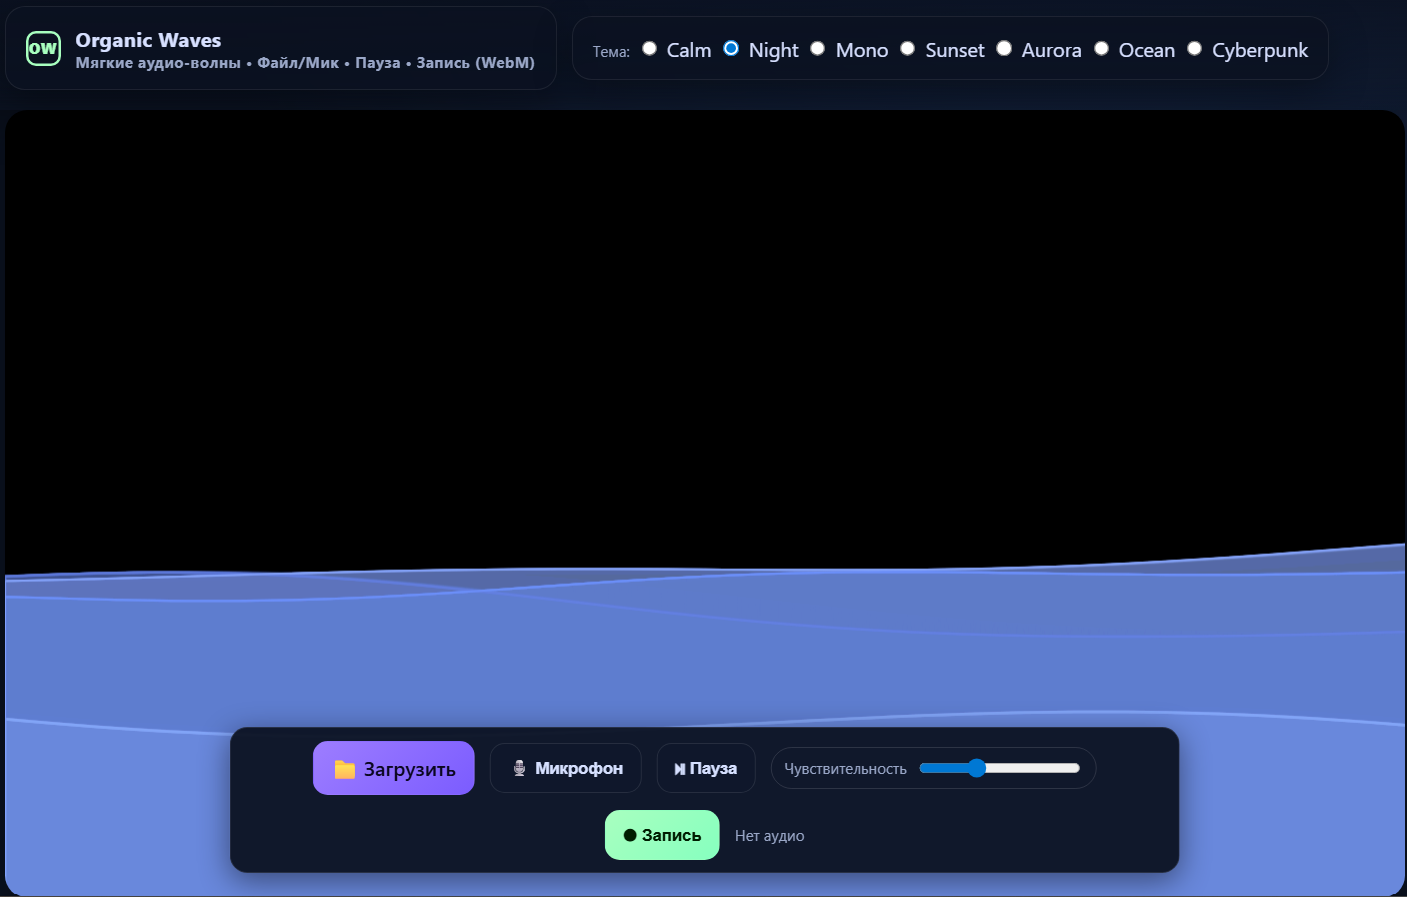 ow
Organic Waves
Мягкие аудио-волны • Файл/Мик • Пауза • Запись (WebM)
Тема: Calm Night Mono Sunset Aurora Ocean Cyberpunk
Загрузить
Микрофон
Пауза
Чувствительность
Запись
Нет аудио